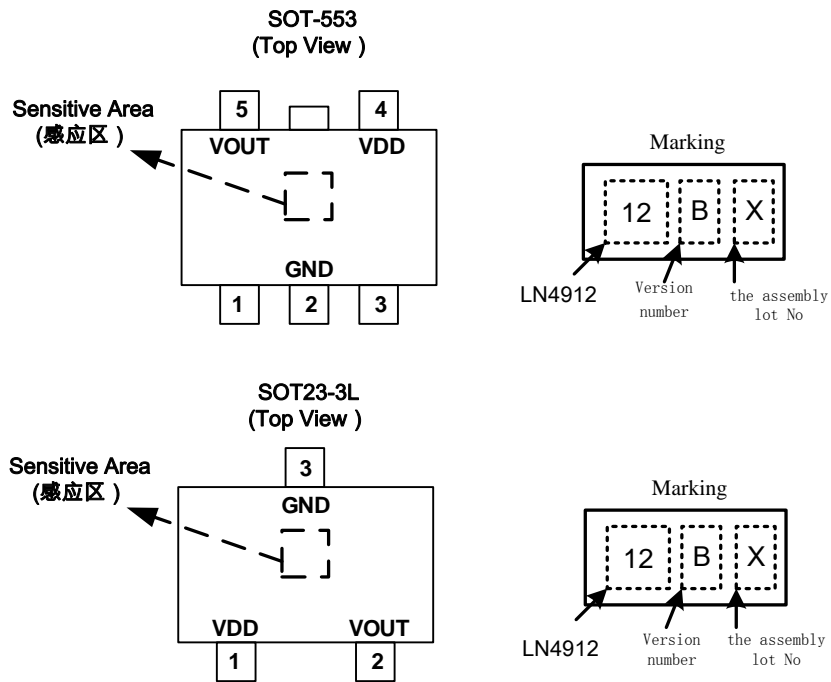 SOT-553
(Top View )
Sensitive Area
(感应区 )
5
4
VOUT
VDD
GND
1
2
3
Marking
12
B
X
LN4912
Version
number
the assembly
lot No
SOT23-3L
(Top View )
Sensitive Area
(感应区 )
3
GND
VDD
VOUT
1
2
Marking
12
B
X
LN4912
Version
number
the assembly
lot No